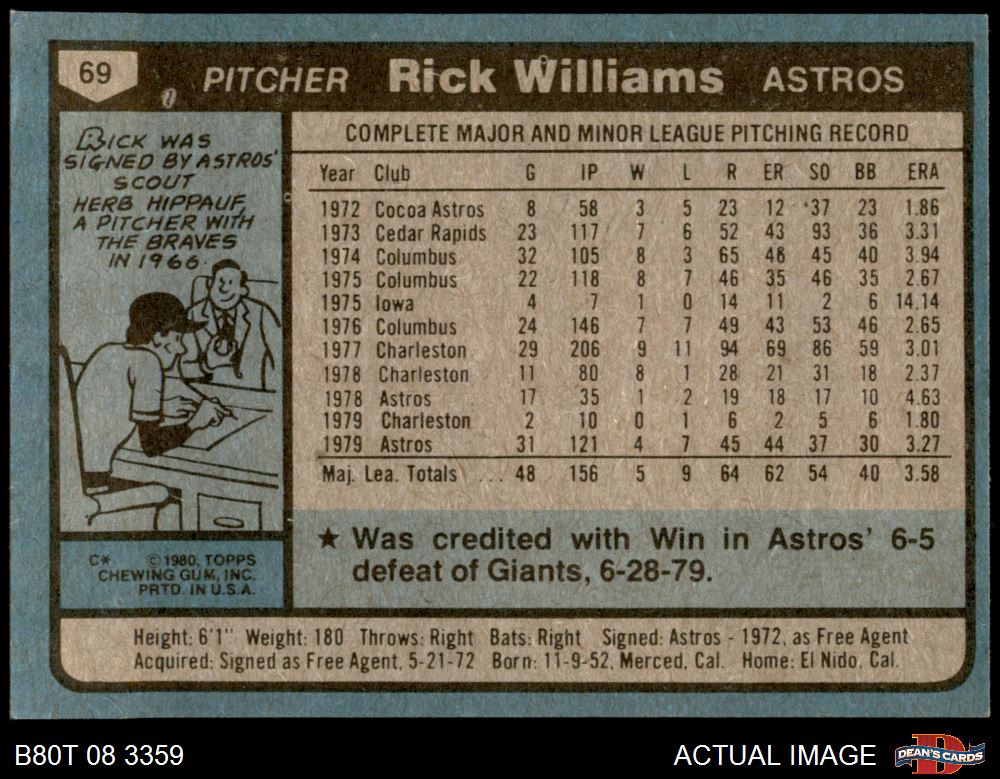 69 PITCHER Rick Williams ASTROS
RICK WAS
SIGNED BY ASTROS'
SCOUT
HERB HIPPAUF,
A PITCHER WITH
THE BRAVES
IN 1966.
COMPLETE MAJOR AND MINOR LEAGUE PITCHING RECORD
Year Club G IP W L R ER SO BB ERA
1972 Cocoa Astros 8 58 3 5 23 12 37 23 1.86
1973 Cedar Rapids 23 117 7 6 52 43 93 36 3.31
1974 Columbus 32 105 8 3 65 46 45 40 3.94
1975 Columbus 22 118 8 7 46 35 46 35 2.67
1975 Iowa 4 7 1 0 14 11 2 6 14.14
1976 Columbus 24 146 7 7 49 43 53 46 2.65
1977 Charleston 29 206 9 11 94 69 86 59 3.01
1978 Charleston 11 80 8 1 28 21 31 18 2.37
1978 Astros 17 35 1 2 19 18 17 10 4.63
1979 Charleston 2 10 0 1 6 2 5 6 1.80
1979 Astros 31 121 4 7 45 44 37 30 3.27
Maj. Lea. Totals ... 48 156 5 9 64 62 54 40 3.58
★ Was credited with Win in Astros' 6-5
defeat of Giants, 6-28-79.
C* ©1980, TOPPS
CHEWING GUM, INC.
PRTD. IN U.S.A.
Height: 6'1" Weight: 180 Throws: Right Bats: Right Signed: Astros - 1972, as Free Agent
Acquired: Signed as Free Agent, 5-21-72 Born: 11-9-52, Merced, Cal. Home: El Nido, Cal.
B80T 08 3359 ACTUAL IMAGE DEAN'S CARDS